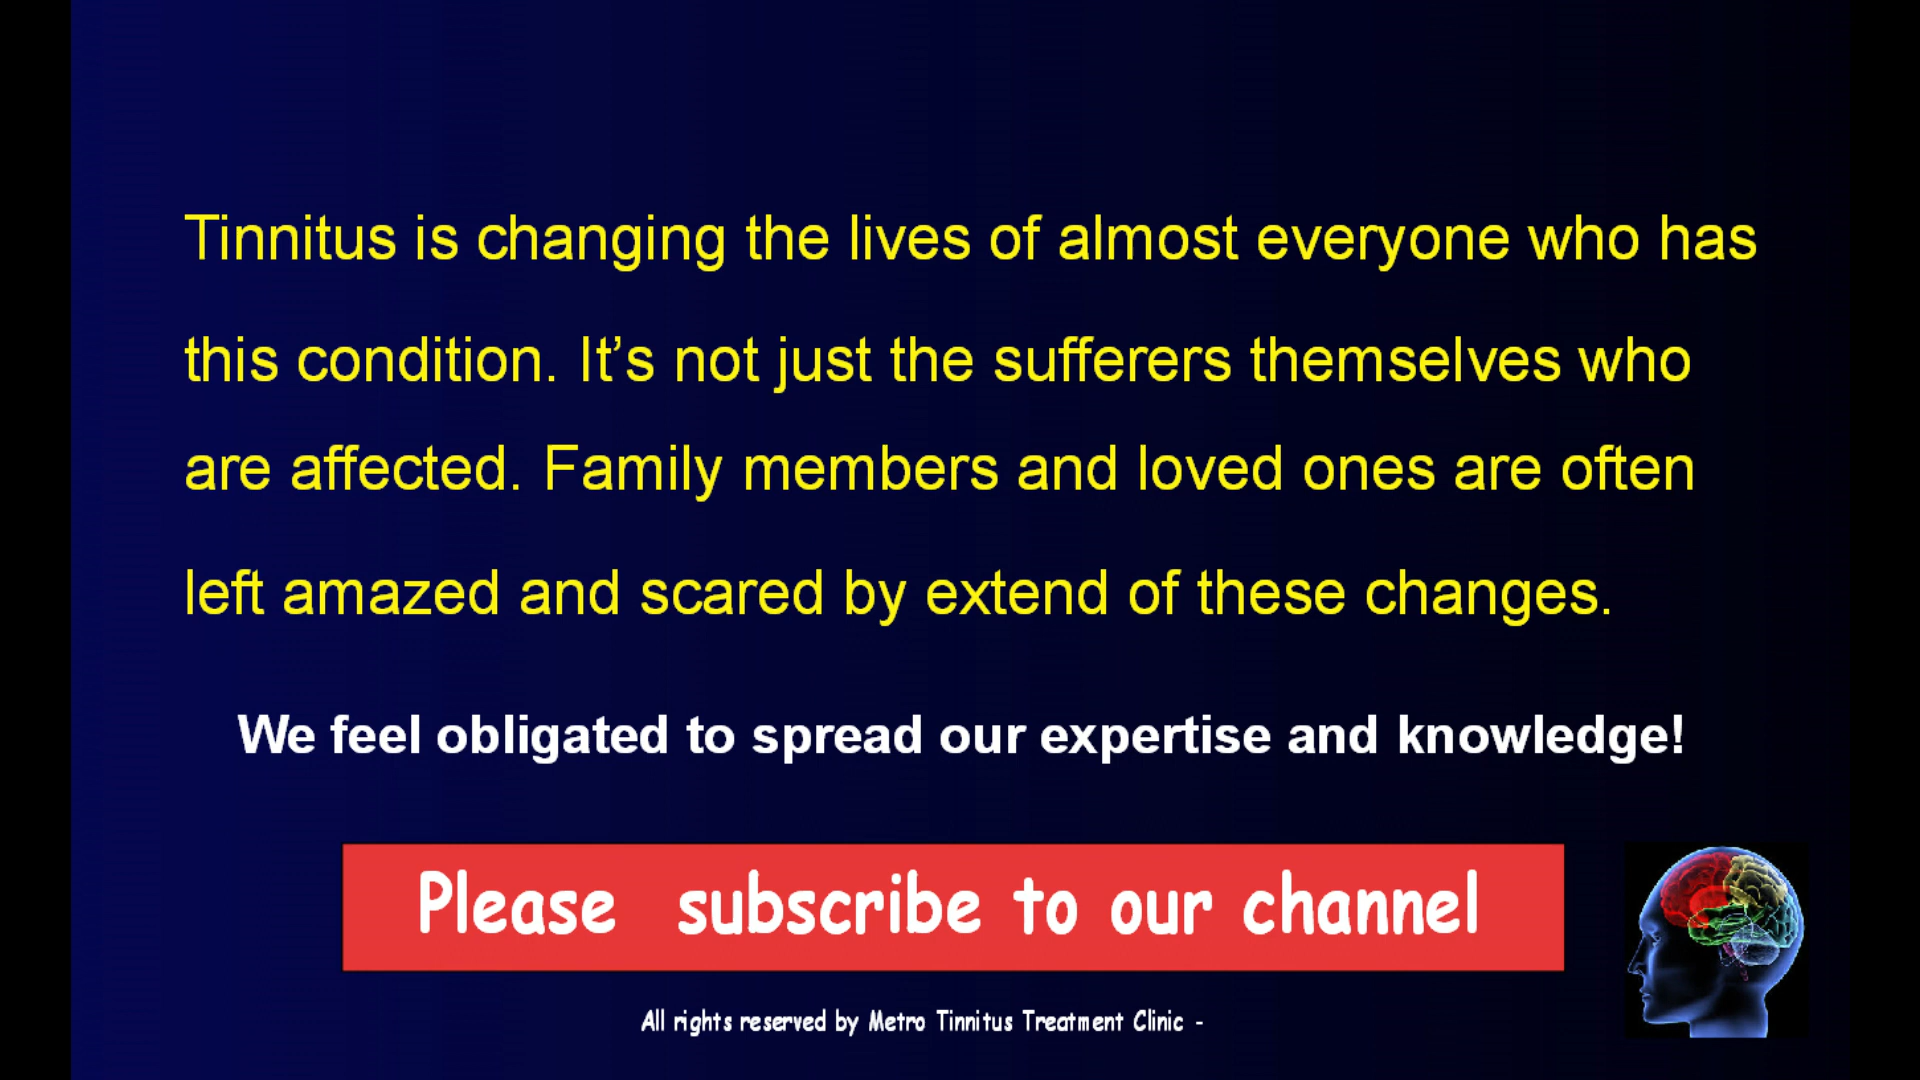 Tinnitus is changing the lives of almost everyone who has
this condition. It’s not just the sufferers themselves who
are affected. Family members and loved ones are often
left amazed and scared by extend of these changes.
We feel obligated to spread our expertise and knowledge!
Please subscribe to our channel
All rights reserved by Metro Tinnitus Treatment Clinic -